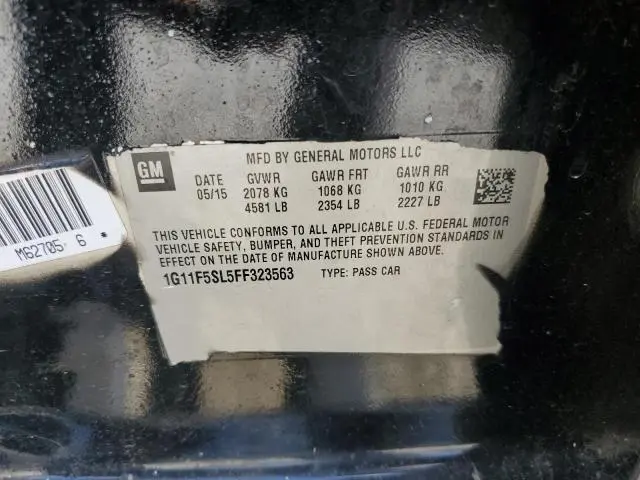 GM
MFD BY GENERAL MOTORS LLC
DATE GVWR GAWR FRT GAWR RR
05/15 2078 KG 1068 KG 1010 KG
4581 LB 2354 LB 2227 LB
THIS VEHICLE CONFORMS TO ALL APPLICABLE U.S. FEDERAL MOTOR
VEHICLE SAFETY, BUMPER, AND THEFT PREVENTION STANDARDS IN
EFFECT ON THE DATE OF MANUFACTURE SHOWN ABOVE.
1G11F5SL5FF323563 TYPE: PASS CAR
M62785 6